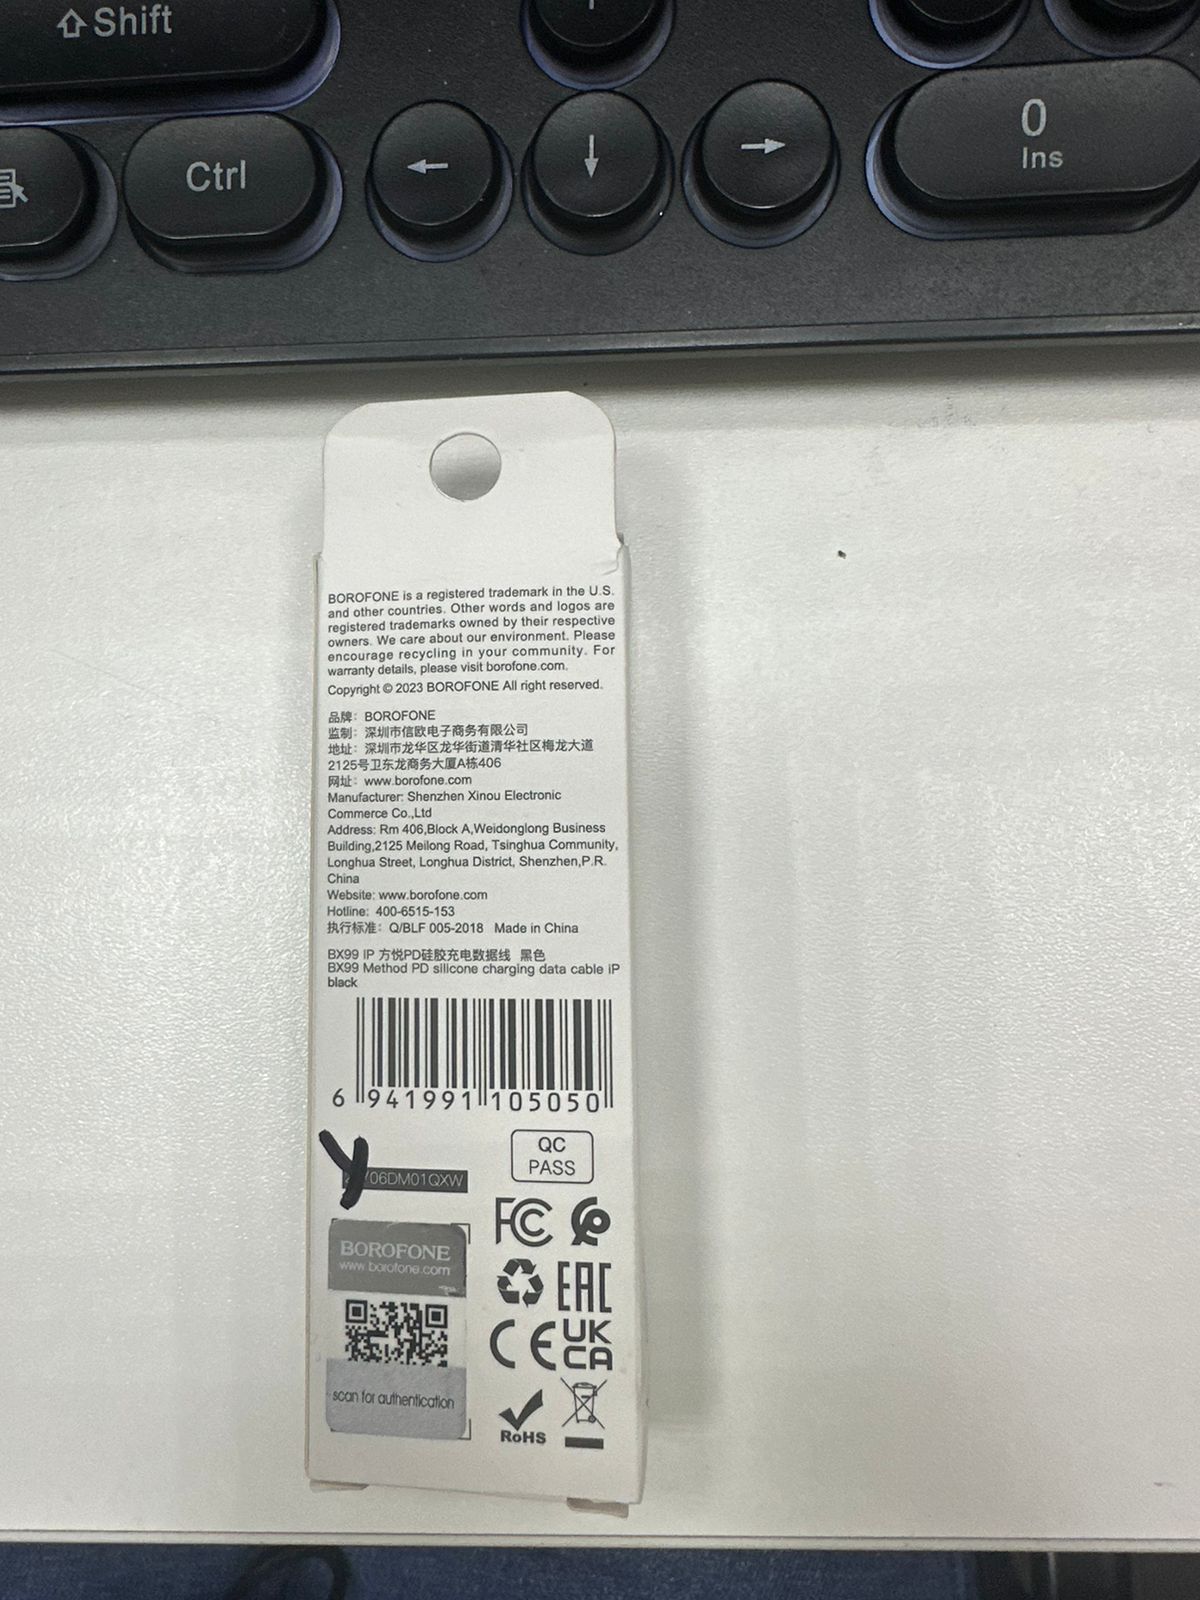 Shift
Ctrl
0
Ins
BOROFONE is a registered trademark in the U.S.
and other countries. Other words and logos are
registered trademarks owned by their respective
owners. We care about our environment. Please
encourage recycling in your community. For
warranty details, please visit borofone.com.
Copyright © 2023 BOROFONE All right reserved.
品牌：BOROFONE
监制：深圳市信欧电子商务有限公司
地址：深圳市龙华区龙华街道清华社区梅龙大道
2125号卫东龙商务大厦A栋406
网址：www.borofone.com
Manufacturer: Shenzhen Xinou Electronic
Commerce Co.,Ltd
Address: Rm 406,Block A,Weidonglong Business
Building,2125 Meilong Road, Tsinghua Community,
Longhua Street, Longhua District, Shenzhen,P.R.
China
Website: www.borofone.com
Hotline: 400-6515-153
执行标准：Q/BLF 005-2018 Made in China
BX99 IP 方悦PD硅胶充电数据线 黑色
BX99 Method PD silicone charging data cable iP
black
6 941991 105050
QC
PASS
FC
BOROFONE
www.borofone.com
EAC
CE
UK
CA
scan for authentication
RoHS